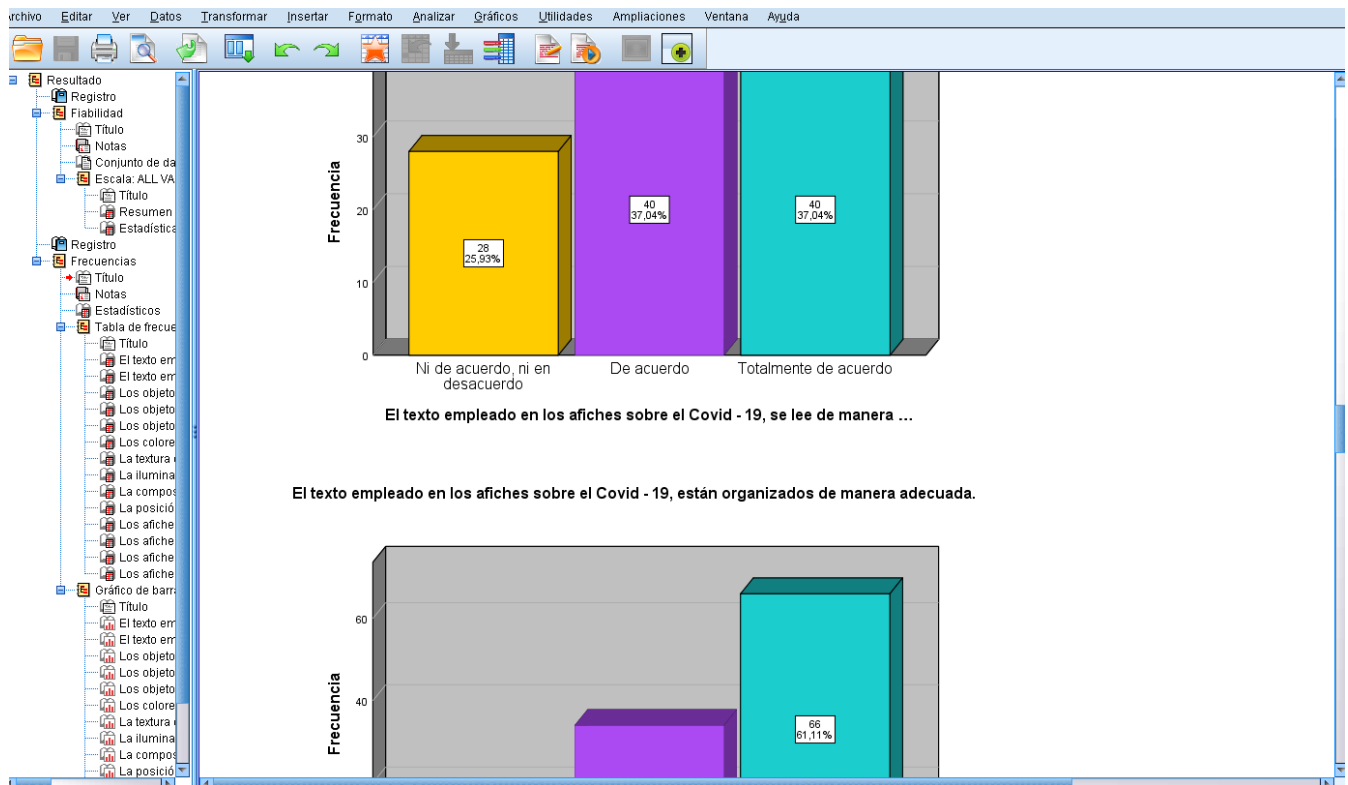 Archivo Editar Ver Datos Transformar Insertar Formato Analizar Gráficos Utilidades Ampliaciones Ventana Ayuda
Resultado
Registro
Fiabilidad
Título
Notas
Conjunto de da
Escala: ALL VA
Título
Resumen
Estadística
Registro
Frecuencias
Título
Notas
Estadísticos
Tabla de frecue
Título
El texto em
El texto em
Los objeto
Los objeto
Los objeto
Los colore
La textura
La ilumina
La compos
La posició
Los afiche
Los afiche
Los afiche
Los afiche
Gráfico de barra
Título
El texto em
El texto em
Los objeto
Los objeto
Los objeto
Los colore
La textura
La ilumina
La compos
La posició
Frecuencia
30
20
10
0
28
25,93%
40
37,04%
40
37,04%
Ni de acuerdo, ni en
desacuerdo
De acuerdo
Totalmente de acuerdo
El texto empleado en los afiches sobre el Covid - 19, se lee de manera …
El texto empleado en los afiches sobre el Covid - 19, están organizados de manera adecuada.
Frecuencia
60
40
66
61,11%